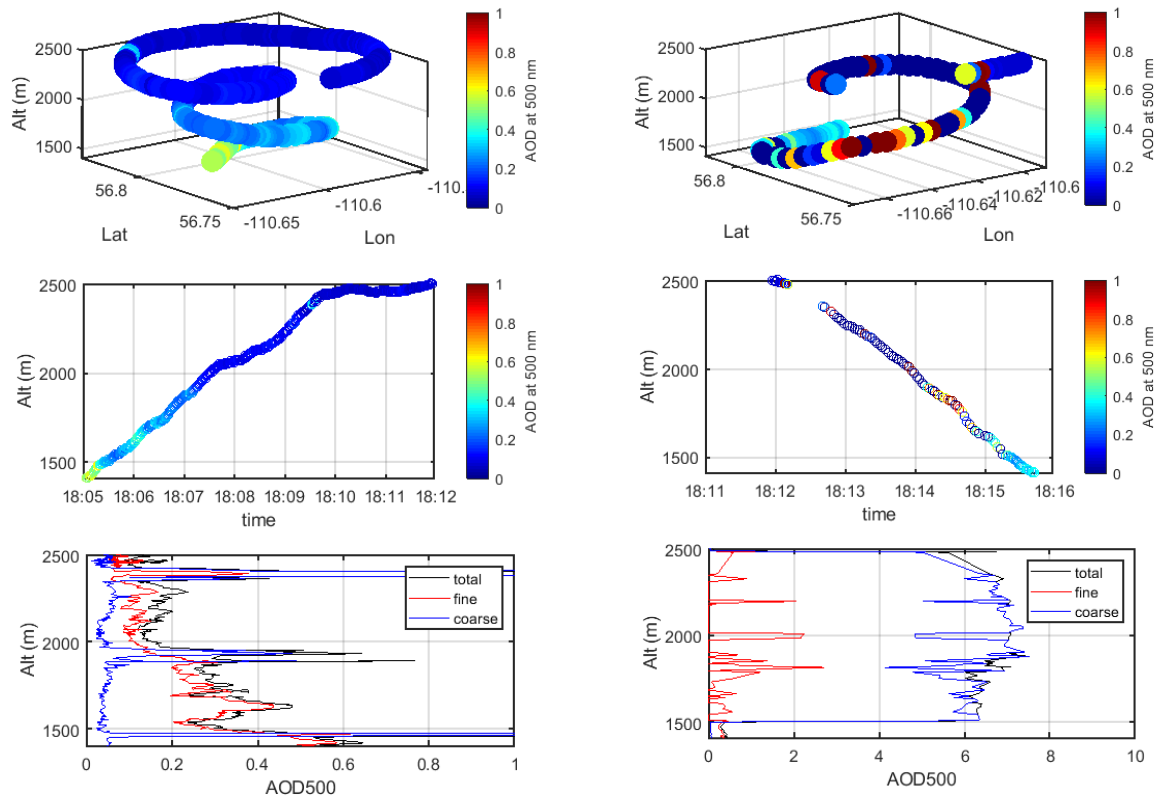 2500
2000
1500
Alt (m)
56.8
56.75
Lat
-110.65
-110.6
-110.
Lon
1
0.8
0.6
0.4
0.2
0
AOD at 500 nm
2500
2000
1500
Alt (m)
56.8
56.75
Lat
-110.66
-110.64
-110.62
-110.6
Lon
1
0.8
0.6
0.4
0.2
0
AOD at 500 nm
2500
2000
1500
Alt (m)
18:05 18:06 18:07 18:08 18:09 18:10 18:11 18:12
time
1
0.8
0.6
0.4
0.2
0
AOD at 500 nm
2500
2000
1500
Alt (m)
18:11 18:12 18:13 18:14 18:15 18:16
time
1
0.8
0.6
0.4
0.2
0
AOD at 500 nm
2500
2000
1500
Alt (m)
total
fine
coarse
0 0.2 0.4 0.6 0.8 1
AOD500
2500
2000
1500
Alt (m)
total
fine
coarse
0 2 4 6 8 10
AOD500